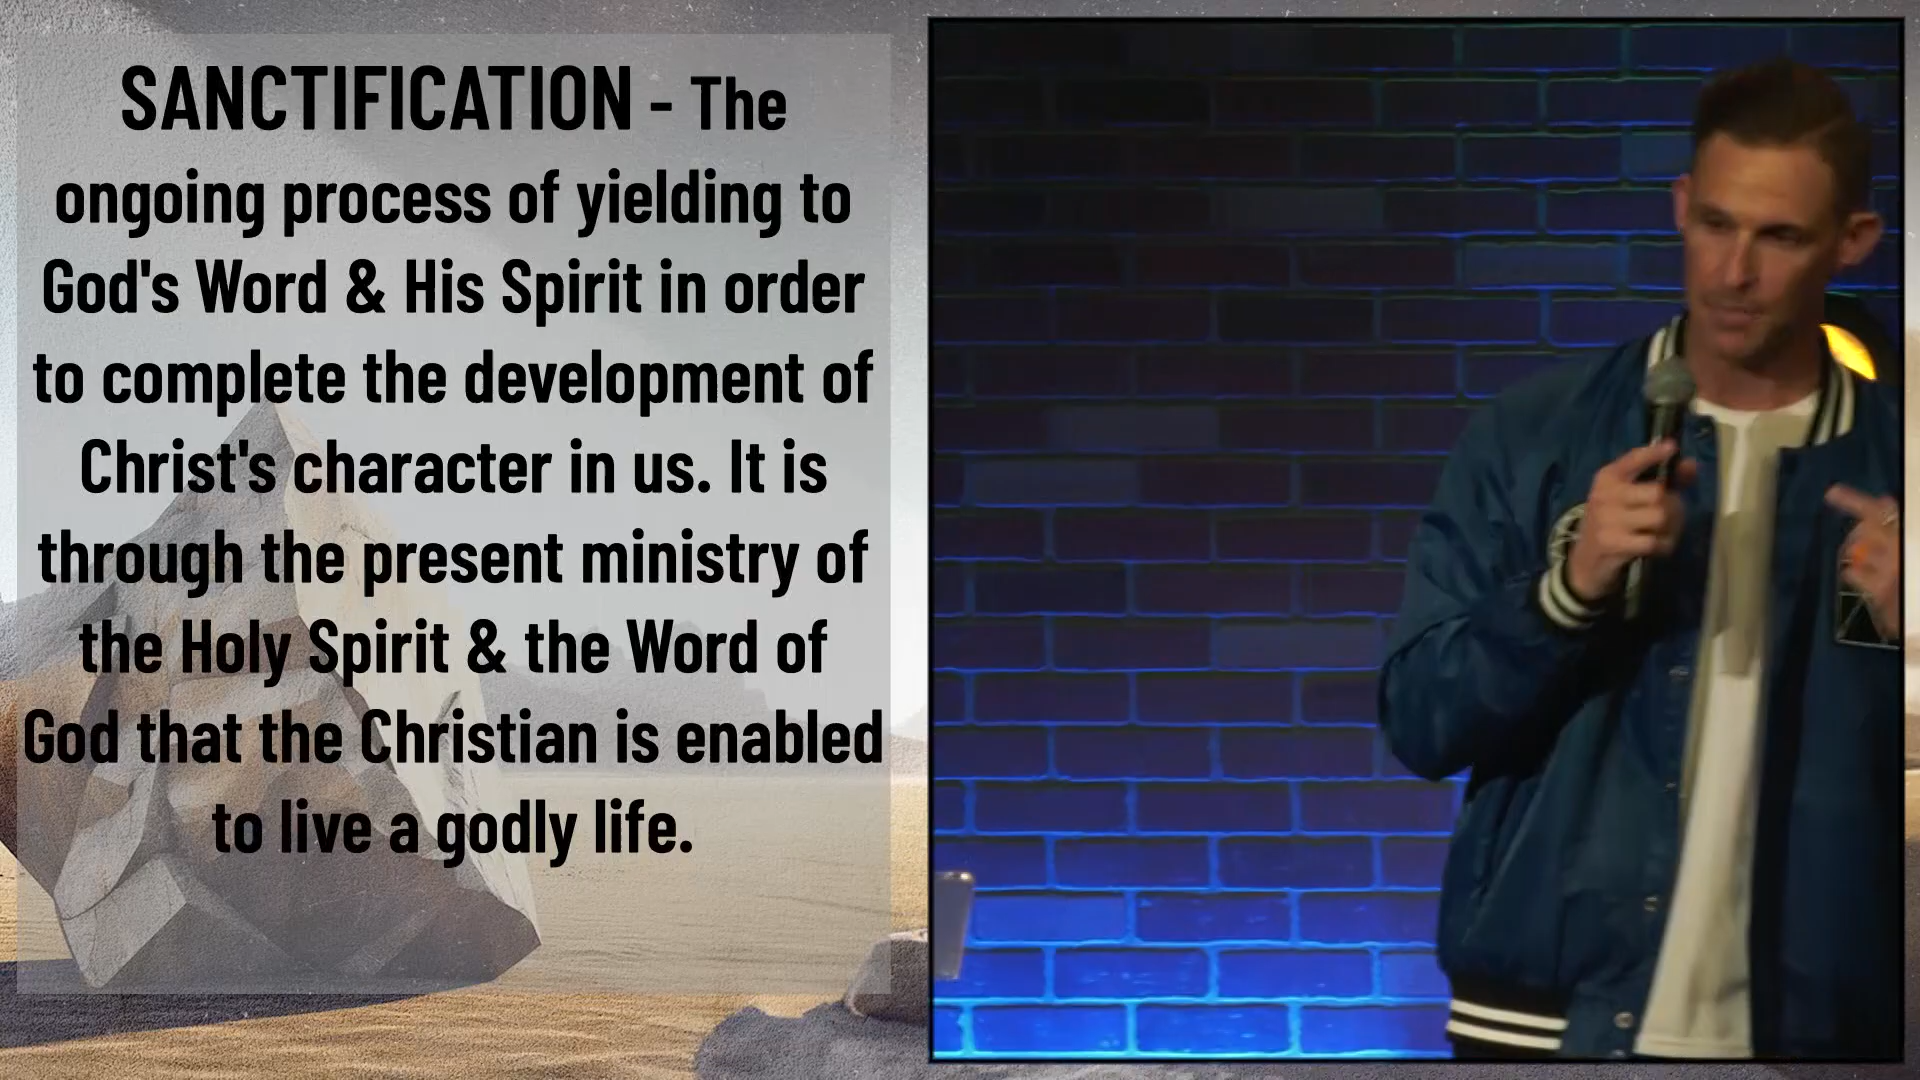 SANCTIFICATION - The
ongoing process of yielding to
God's Word & His Spirit in order
to complete the development of
Christ's character in us. It is
through the present ministry of
the Holy Spirit & the Word of
God that the Christian is enabled
to live a godly life.